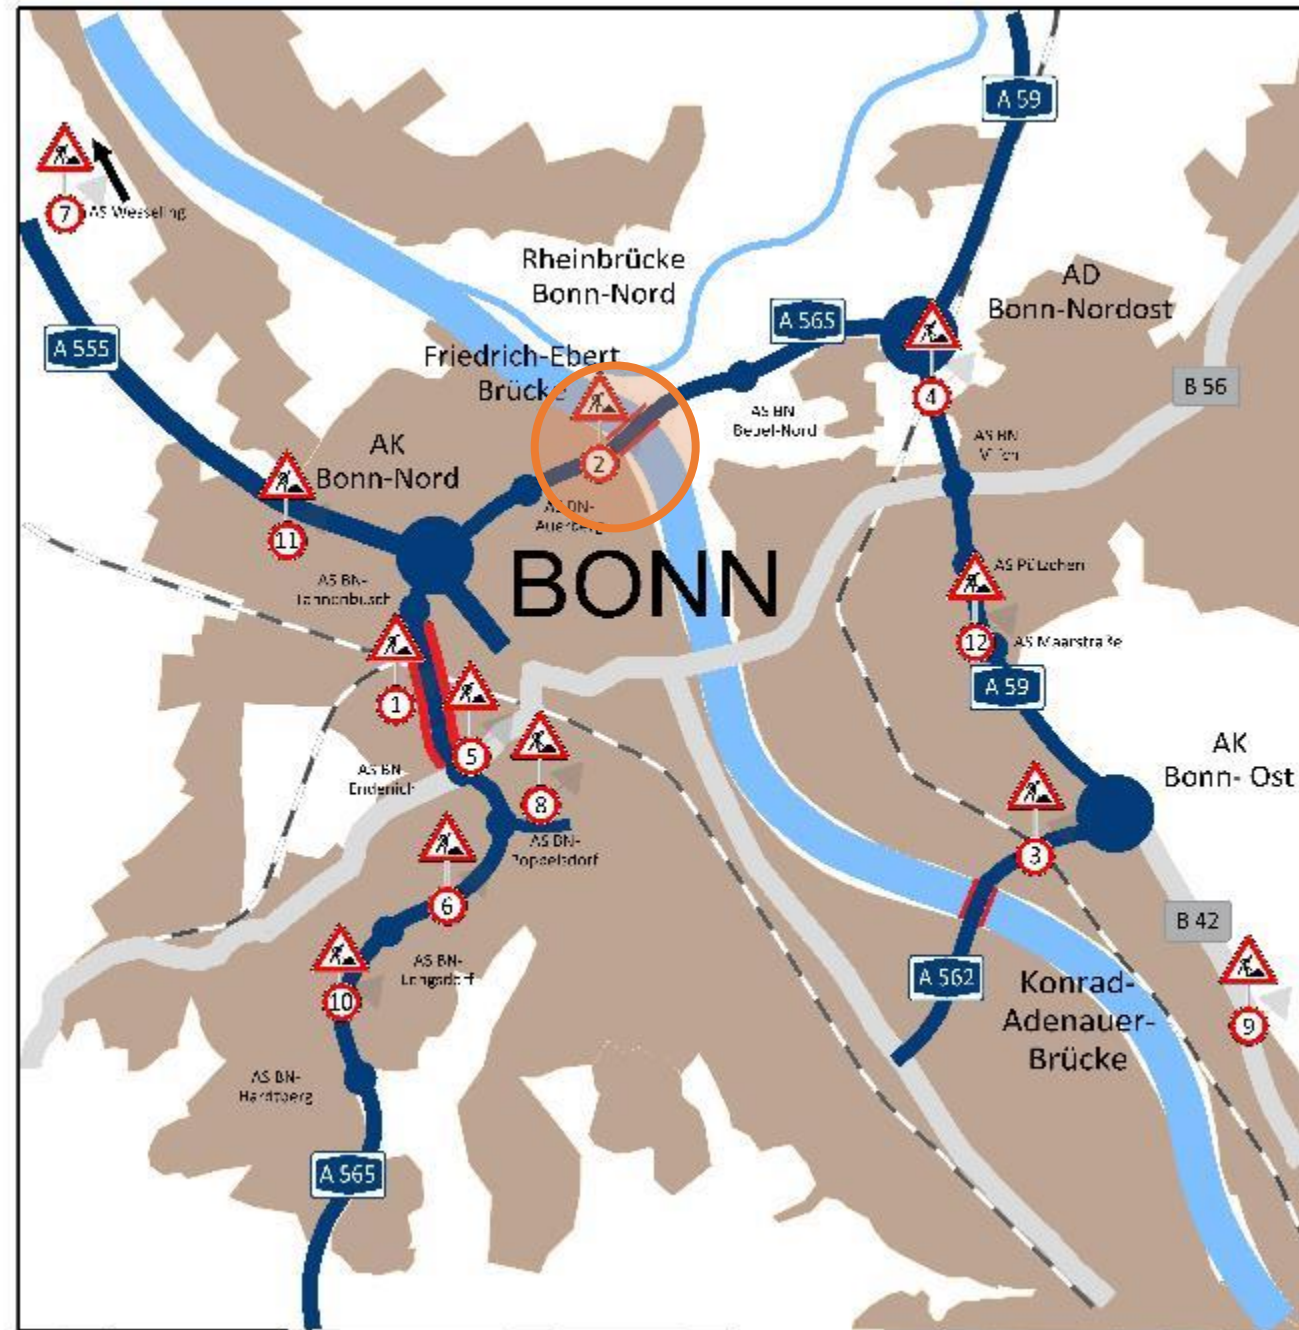 A 59
7
AS Wesseling
Rheinbrücke
Bonn-Nord
AD
Bonn-Nordost
A 565
A 555
Friedrich-Ebert
Brücke
4
B 56
AS BN
AK
Bonn-Nord
2
AS BN
11
AS BN-
Auerberg
BONN
AS Pützchen
AS BN-
Tannenbusch
12
AS Maarstraße
A 59
1
5
AK
Bonn- Ost
AS BN
Endenich
8
AS BN-
Poppelsdorf
3
6
B 42
AS BN-
10
A 562
Konrad-
Adenauer-
Brücke
9
AS BN-
Hardtberg
A 565